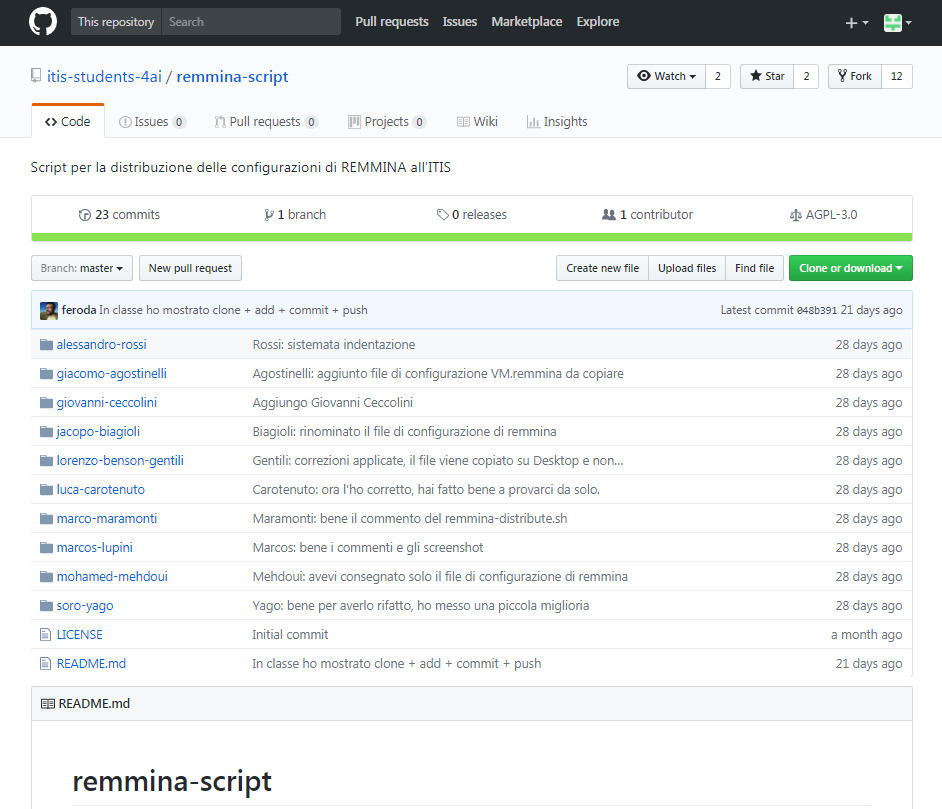 This repository Search Pull requests Issues Marketplace Explore
itis-students-4ai / remmina-script Watch 2 Star 2 Fork 12
Code Issues 0 Pull requests 0 Projects 0 Wiki Insights
Script per la distribuzione delle configurazioni di REMMINA all'ITIS
23 commits 1 branch 0 releases 1 contributor AGPL-3.0
Branch: master New pull request Create new file Upload files Find file Clone or download
feroda In classe ho mostrato clone + add + commit + push Latest commit 048b391 21 days ago
alessandro-rossi Rossi: sistemata indentazione 28 days ago
giacomo-agostinelli Agostinelli: aggiunto file di configurazione VM.remmina da copiare 28 days ago
giovanni-ceccolini Aggiungo Giovanni Ceccolini 28 days ago
jacopo-biagioli Biagioli: rinominato il file di configurazione di remmina 28 days ago
lorenzo-benson-gentili Gentili: correzioni applicate, il file viene copiato su Desktop e non... 28 days ago
luca-carotenuto Carotenuto: ora l'ho corretto, hai fatto bene a provarci da solo. 28 days ago
marco-maramonti Maramonti: bene il commento del remmina-distribute.sh 28 days ago
marcos-lupini Marcos: bene i commenti e gli screenshot 28 days ago
mohamed-mehdoui Mehdoui: avevi consegnato solo il file di configurazione di remmina 28 days ago
soro-yago Yago: bene per averlo rifatto, ho messo una piccola miglioria 28 days ago
LICENSE Initial commit a month ago
README.md In classe ho mostrato clone + add + commit + push 21 days ago
README.md
remmina-script